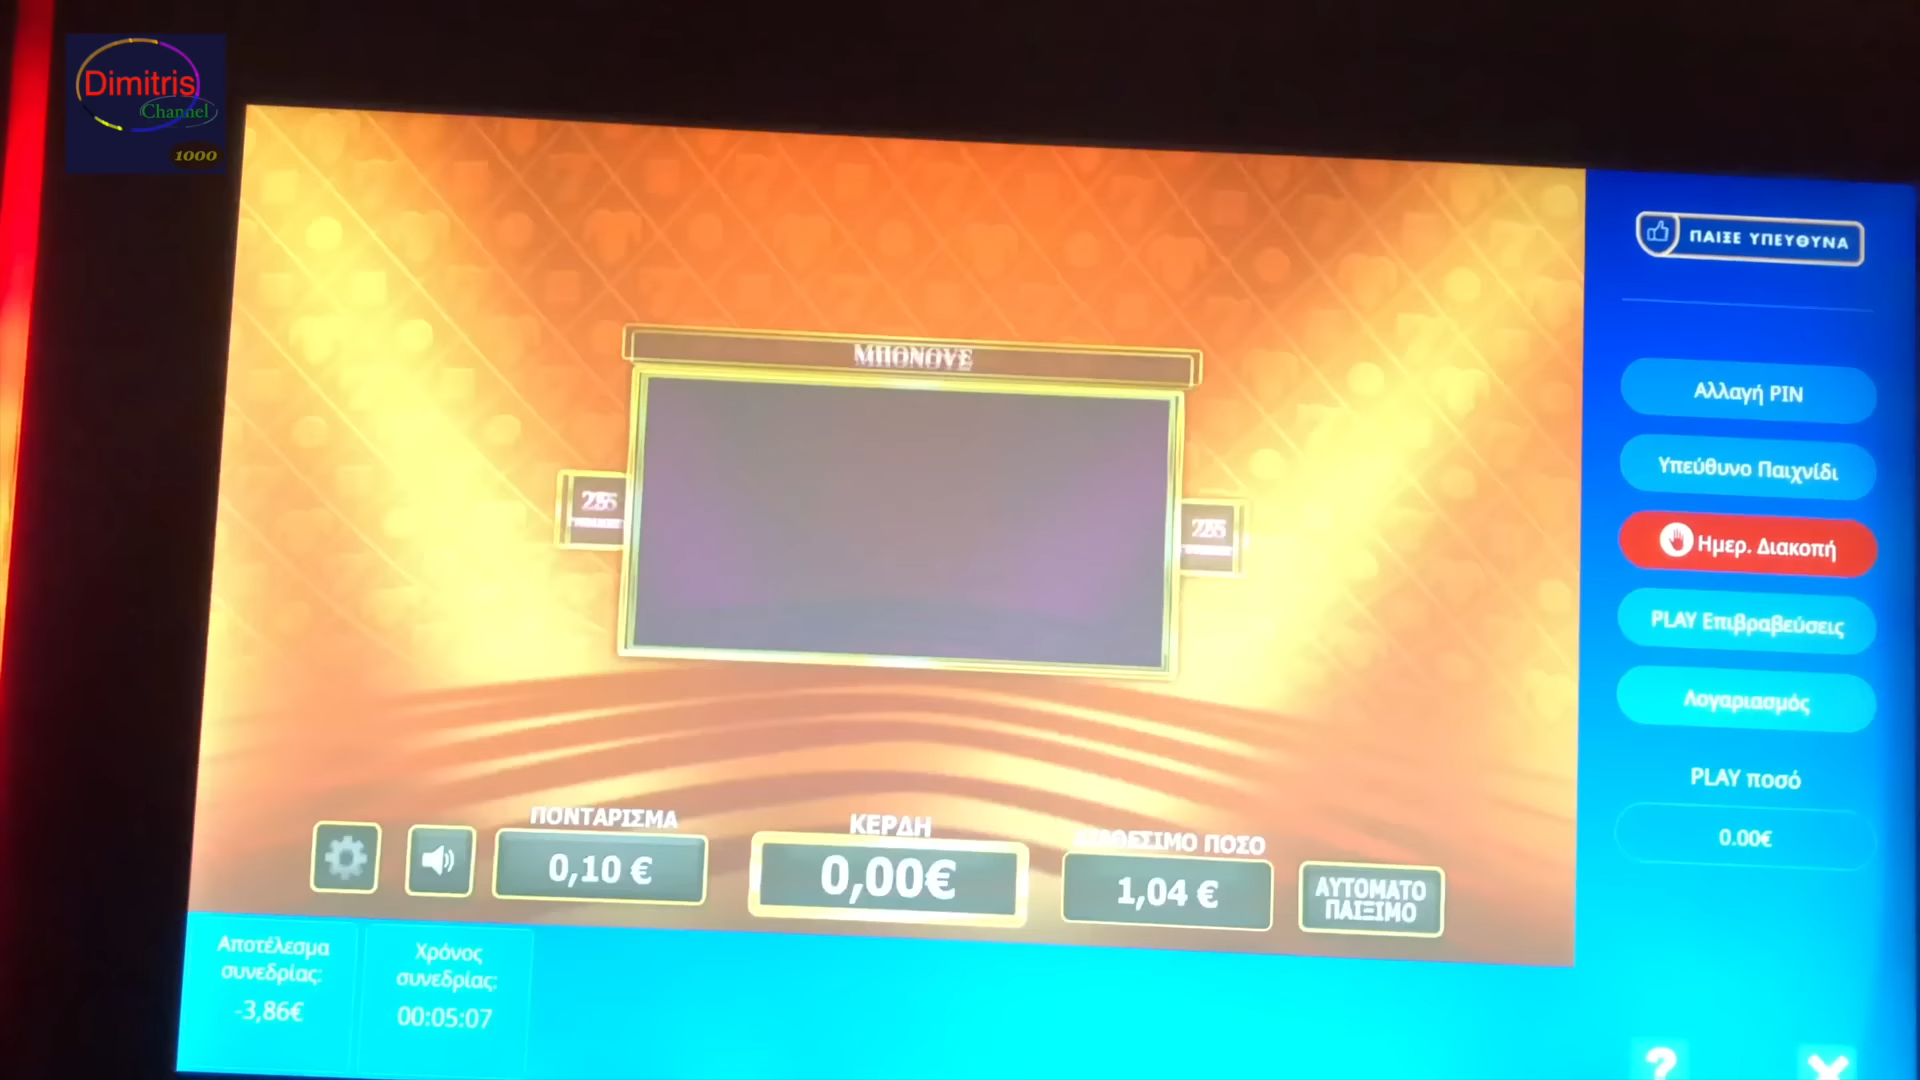 Dimitris
Channel
1000
ΠΑΙΞΕ ΥΠΕΥΘΥΝΑ
ΜΠΟΝΟΥΣ
Αλλαγή PIN
Υπεύθυνο Παιχνίδι
Ημερ. Διακοπή
PLAY Επιβραβεύσεις
Λογαριασμός
PLAY ποσό
0.00€
ΠΟΝΤΑΡΙΣΜΑ
0,10 €
ΚΕΡΔΗ
0,00€
ΔΙΑΘΕΣΙΜΟ ΠΟΣΟ
1,04 €
ΑΥΤΟΜΑΤΟ
ΠΑΙΞΙΜΟ
Αποτέλεσμα
συνεδρίας:
-3,86€
Χρόνος
συνεδρίας:
00:05:07
?